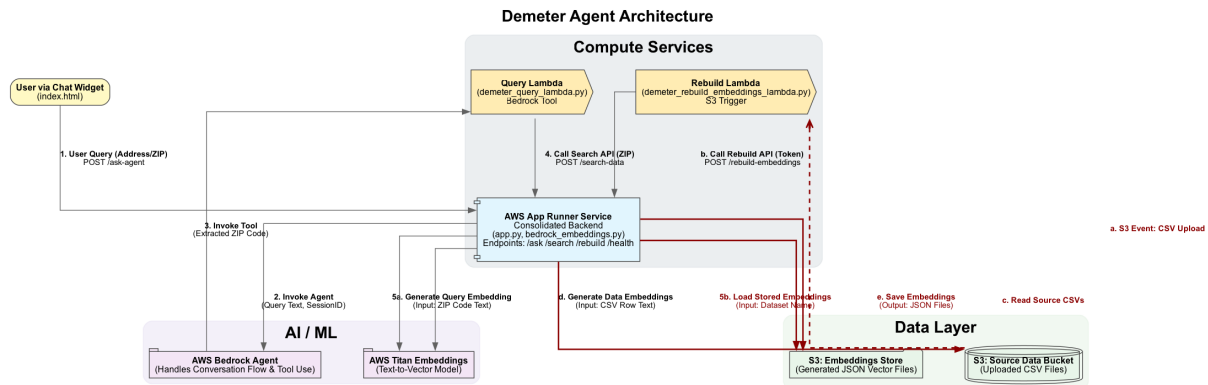 Demeter Agent Architecture
Compute Services
Query Lambda
(demeter_query_lambda.py)
Bedrock Tool
Rebuild Lambda
(demeter_rebuild_embeddings_lambda.py)
S3 Trigger
User via Chat Widget
(index.html)
1. User Query (Address/ZIP)
POST /ask-agent
4. Call Search API (ZIP)
POST /search-data
b. Call Rebuild API (Token)
POST /rebuild-embeddings
AWS App Runner Service
Consolidated Backend
(app.py, bedrock_embeddings.py)
Endpoints: /ask /search /rebuild /health
3. Invoke Tool
(Extracted ZIP Code)
a. S3 Event: CSV Upload
2. Invoke Agent
(Query Text, SessionID)
5a. Generate Query Embedding
(Input: ZIP Code Text)
d. Generate Data Embeddings
(Input: CSV Row Text)
5b. Load Stored Embeddings
(Input: Dataset Name)
e. Save Embeddings
(Output: JSON Files)
c. Read Source CSVs
AI / ML
Data Layer
AWS Bedrock Agent
(Handles Conversation Flow & Tool Use)
AWS Titan Embeddings
(Text-to-Vector Model)
S3: Embeddings Store
(Generated JSON Vector Files)
S3: Source Data Bucket
(Uploaded CSV Files)